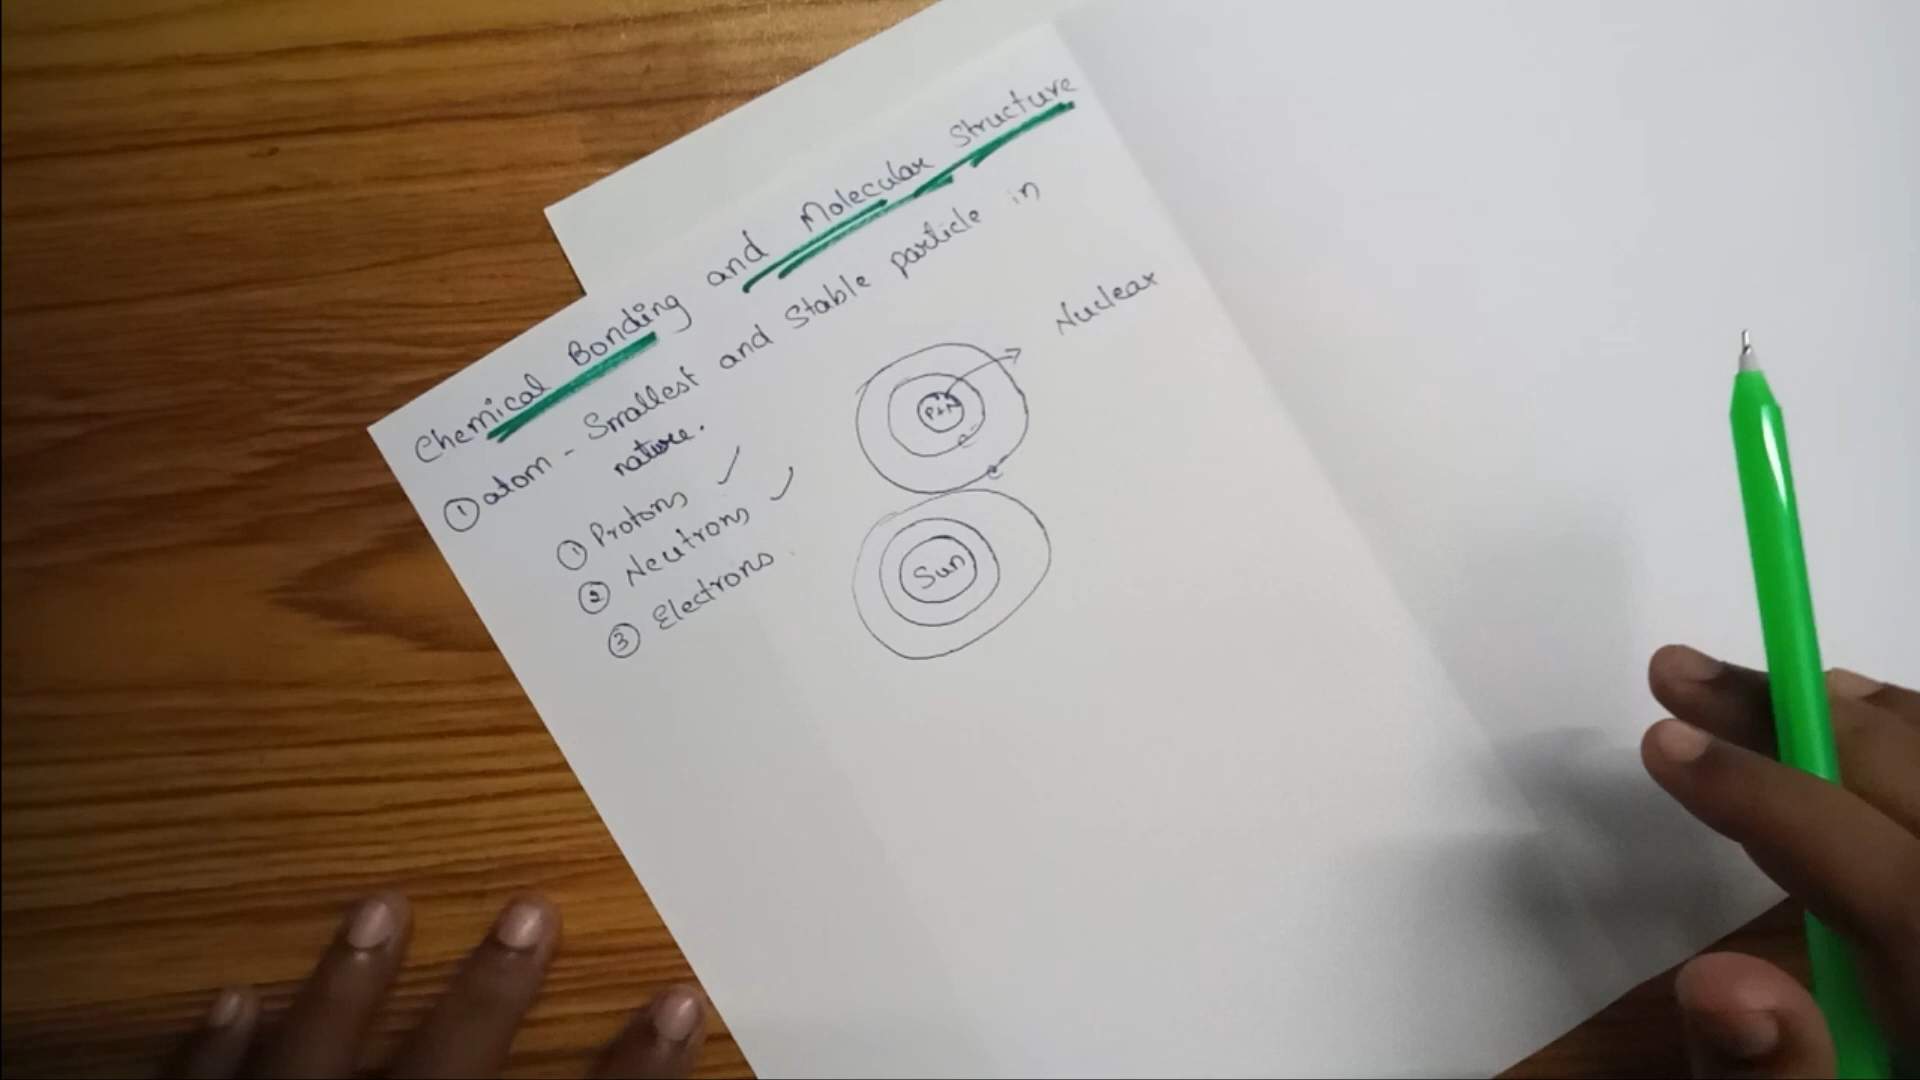 Chemical Bonding and Molecular Structure
① atom - Smallest and Stable particle in
nature.
① Protons ✓
② Neutrons ✓
③ Electrons.
Nuclear
P+N
e-
e
Sun